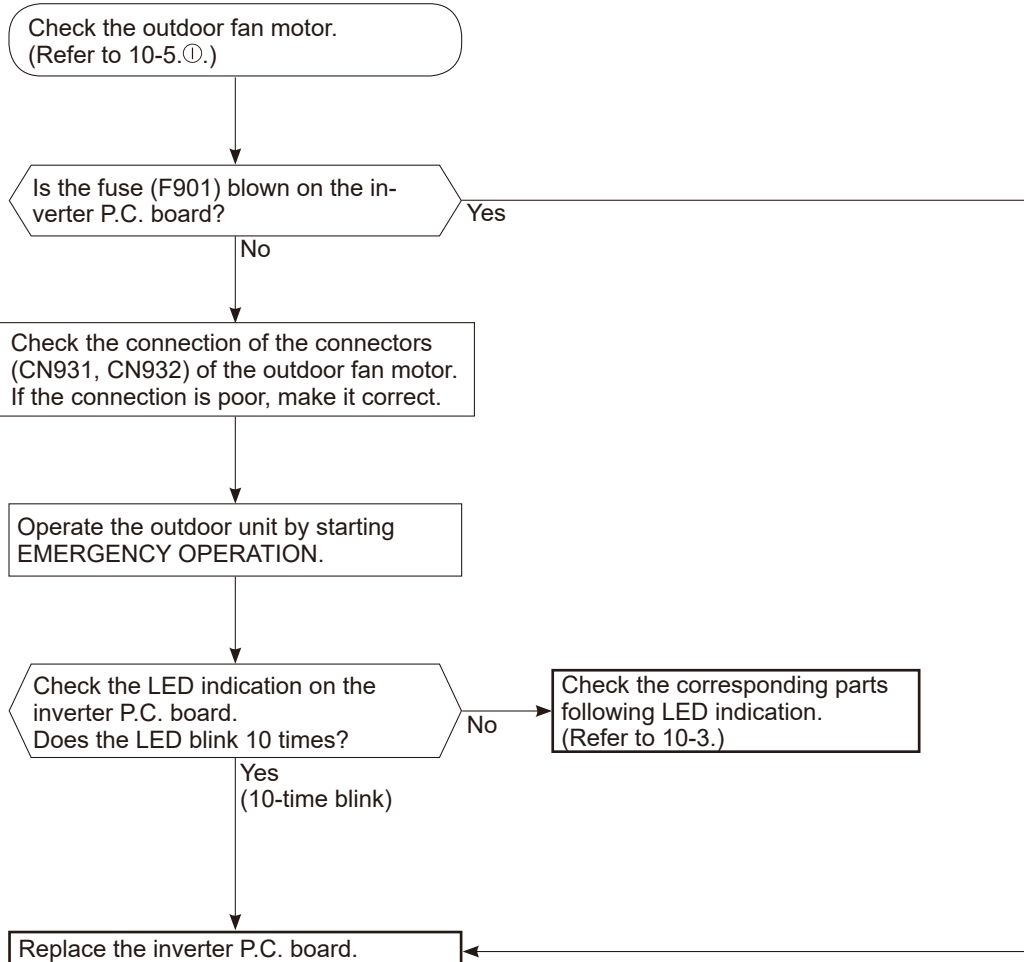 Check the outdoor fan motor.
(Refer to 10-5.Ⓘ.)
Is the fuse (F901) blown on the in-
verter P.C. board?
Yes
No
Check the connection of the connectors
(CN931, CN932) of the outdoor fan motor.
If the connection is poor, make it correct.
Operate the outdoor unit by starting
EMERGENCY OPERATION.
Check the LED indication on the
inverter P.C. board.
Does the LED blink 10 times?
No
Check the corresponding parts
following LED indication.
(Refer to 10-3.)
Yes
(10-time blink)
Replace the inverter P.C. board.